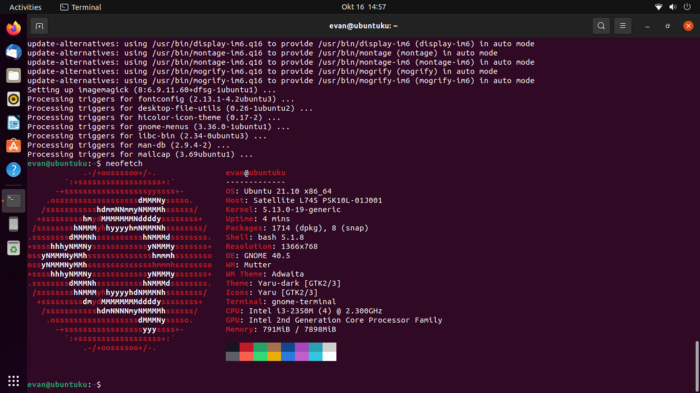 Activities
Terminal
Okt 16 14:57
evan@ubuntuku: ~
update-alternatives: using /usr/bin/display-im6.q16 to provide /usr/bin/display-im6 (display-im6) in auto mode
update-alternatives: using /usr/bin/montage-im6.q16 to provide /usr/bin/montage (montage) in auto mode
update-alternatives: using /usr/bin/montage-im6.q16 to provide /usr/bin/montage-im6 (montage-im6) in auto mode
update-alternatives: using /usr/bin/mogrify-im6.q16 to provide /usr/bin/mogrify (mogrify) in auto mode
update-alternatives: using /usr/bin/mogrify-im6.q16 to provide /usr/bin/mogrify-im6 (mogrify-im6) in auto mode
Setting up imagemagick (8:6.9.11.60+dfsg-1ubuntu1) ...
Processing triggers for fontconfig (2.13.1-4.2ubuntu3) ...
Processing triggers for desktop-file-utils (0.26-1ubuntu2) ...
Processing triggers for hicolor-icon-theme (0.17-2) ...
Processing triggers for gnome-menus (3.36.0-1ubuntu1) ...
Processing triggers for libc-bin (2.34-0ubuntu3) ...
Processing triggers for man-db (2.9.4-2) ...
Processing triggers for mailcap (3.69ubuntu1) ...
evan@ubuntuku:~$ neofetch
evan@ubuntuku
-------------
OS: Ubuntu 21.10 x86_64
Host: Satellite L745 PSK10L-01J001
Kernel: 5.13.0-19-generic
Uptime: 4 mins
Packages: 1714 (dpkg), 8 (snap)
Shell: bash 5.1.8
Resolution: 1366x768
DE: GNOME 40.5
WM: Mutter
WM Theme: Adwaita
Theme: Yaru-dark [GTK2/3]
Icons: Yaru [GTK2/3]
Terminal: gnome-terminal
CPU: Intel i3-2350M (4) @ 2.300GHz
GPU: Intel 2nd Generation Core Processor Family
Memory: 791MiB / 7898MiB
evan@ubuntuku:~$